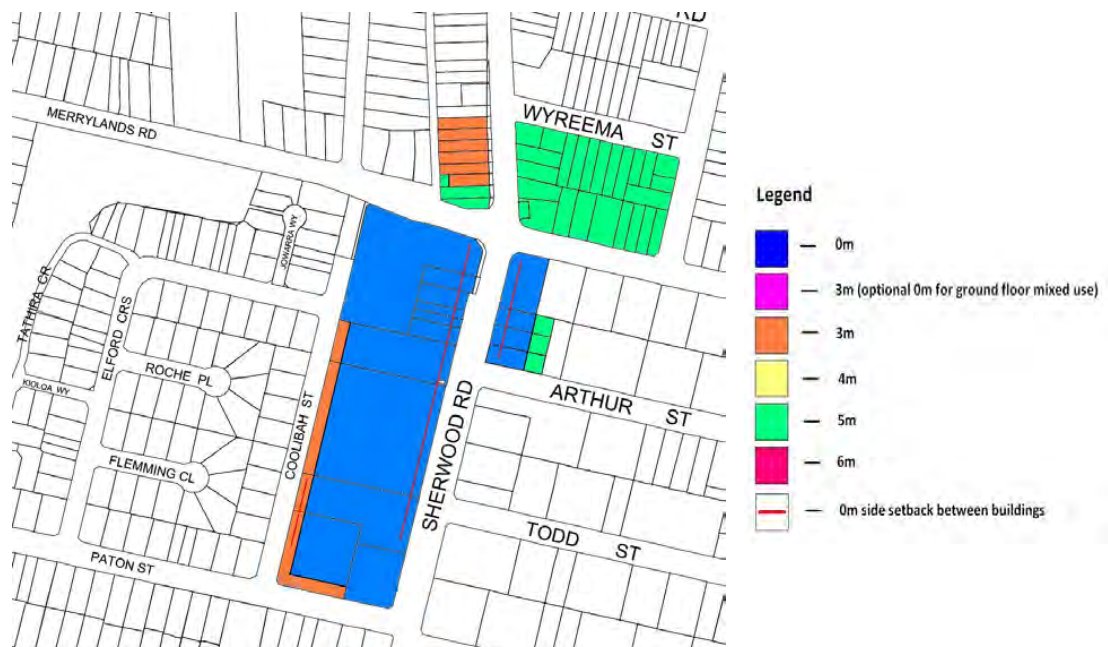 RD
MERRYLANDS RD
WYREEMA ST
JOWARRA WY
TATHIRA CR
ELFORD CRS
ROCHE PL
KIOLOA WY
COOLIBAH ST
FLEMMING CL
SHERWOOD RD
ARTHUR ST
TODD ST
PATON ST
Legend
— 0m
— 3m (optional 0m for ground floor mixed use)
— 3m
— 4m
— 5m
— 6m
— 0m side setback between buildings